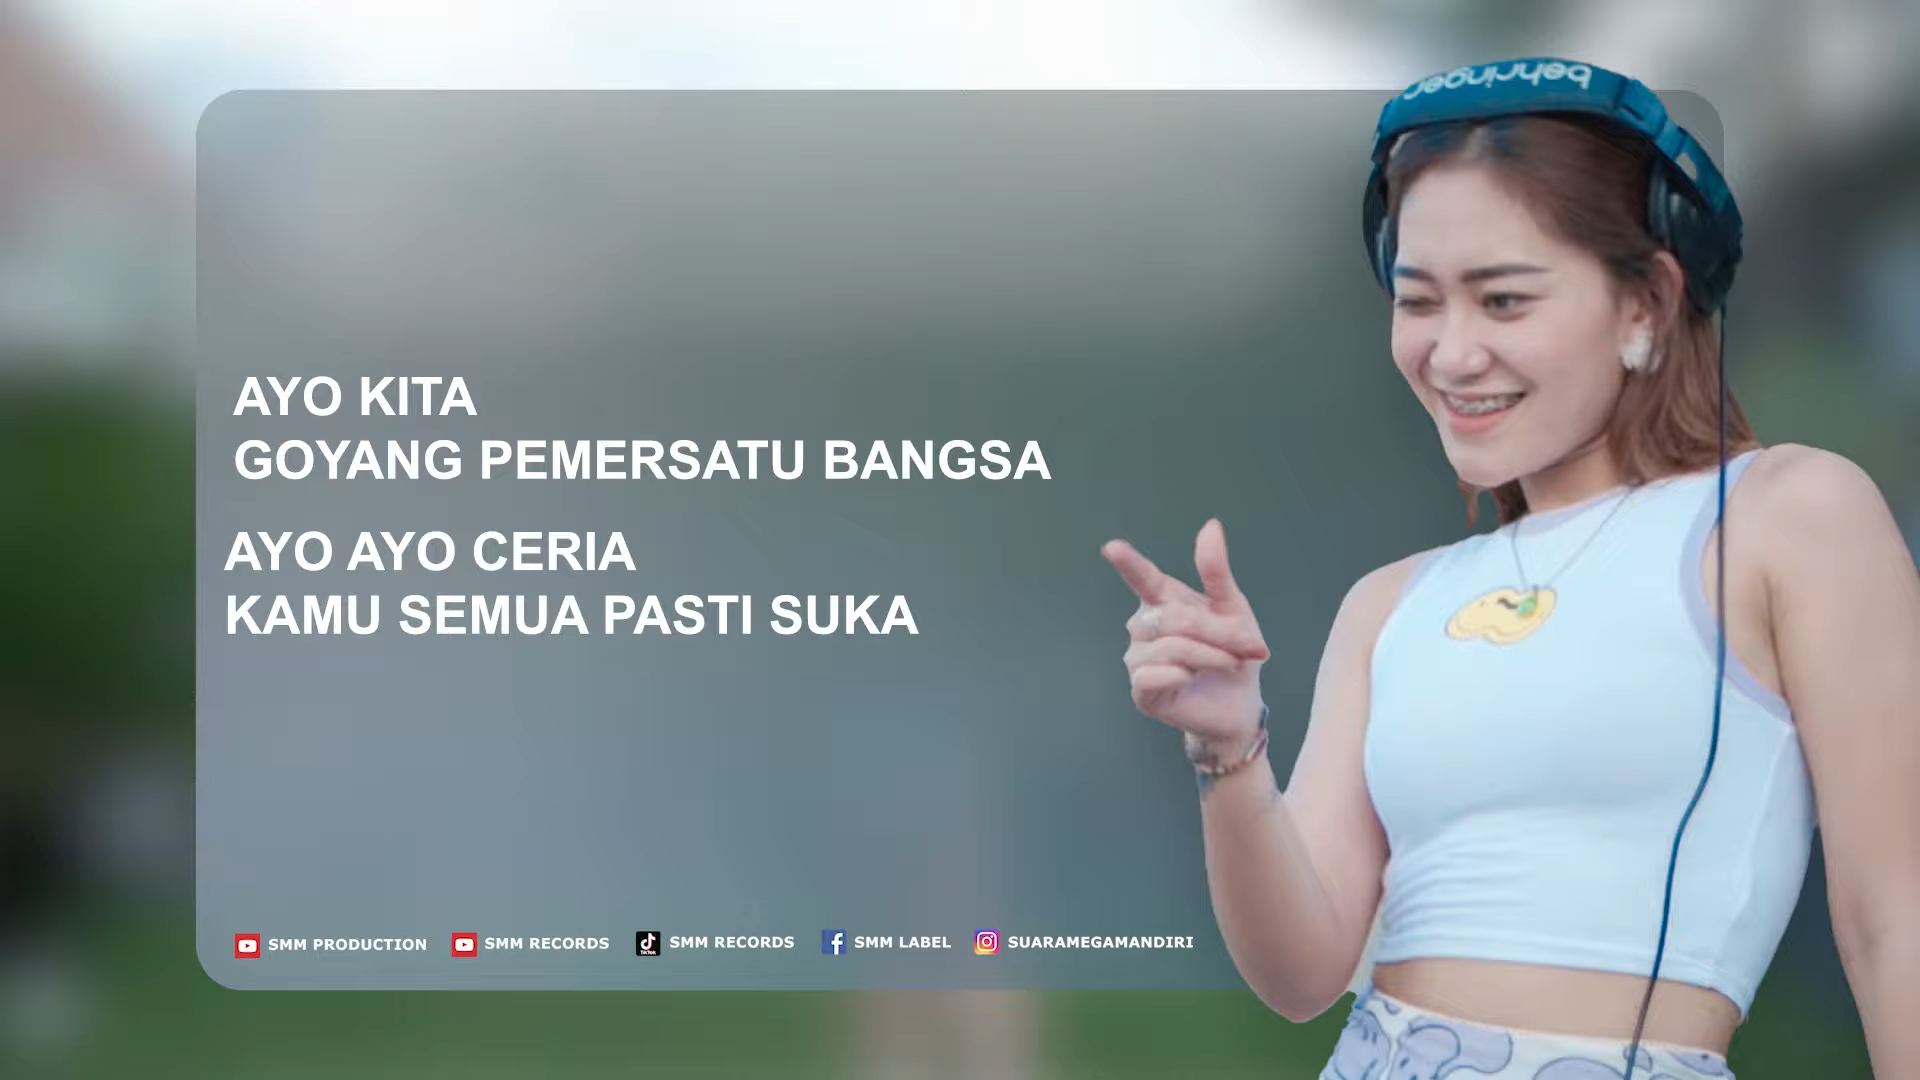 behringer
AYO KITA
GOYANG PEMERSATU BANGSA
AYO AYO CERIA
KAMU SEMUA PASTI SUKA
SMM PRODUCTION
SMM RECORDS
TikTok
SMM RECORDS
SMM LABEL
SUARAMEGAMANDIRI